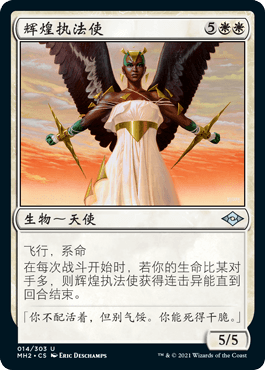 辉煌执法使 5
生物~天使
飞行，系命
在每次战斗开始时，若你的生命比某对
手多，则辉煌执法使获得连击异能直到
回合结束。
「你不配活着，但别气馁。你能死得干脆。」
5/5
014/303 U
MH2 • CS ERIC DESCHAMPS
™ & © 2021 Wizards of the Coast